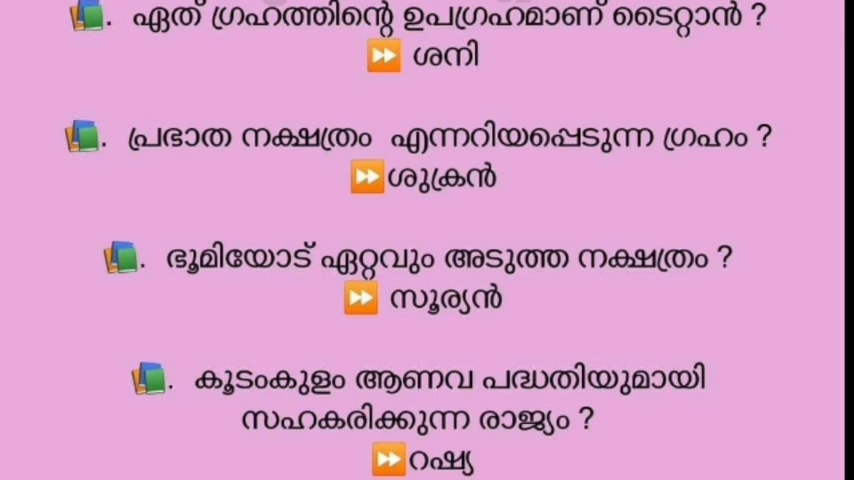 📚. ഏത് ഗ്രഹത്തിന്റെ ഉപഗ്രഹമാണ് ടൈറ്റാൻ ?
⏩ ശനി
📚. പ്രഭാത നക്ഷത്രം എന്നറിയപ്പെടുന്ന ഗ്രഹം ?
⏩ശുക്രൻ
📚. ഭൂമിയോട് ഏറ്റവും അടുത്ത നക്ഷത്രം ?
⏩ സൂര്യൻ
📚. കൂടംകുളം ആണവ പദ്ധതിയുമായി
സഹകരിക്കുന്ന രാജ്യം ?
⏩റഷ്യ